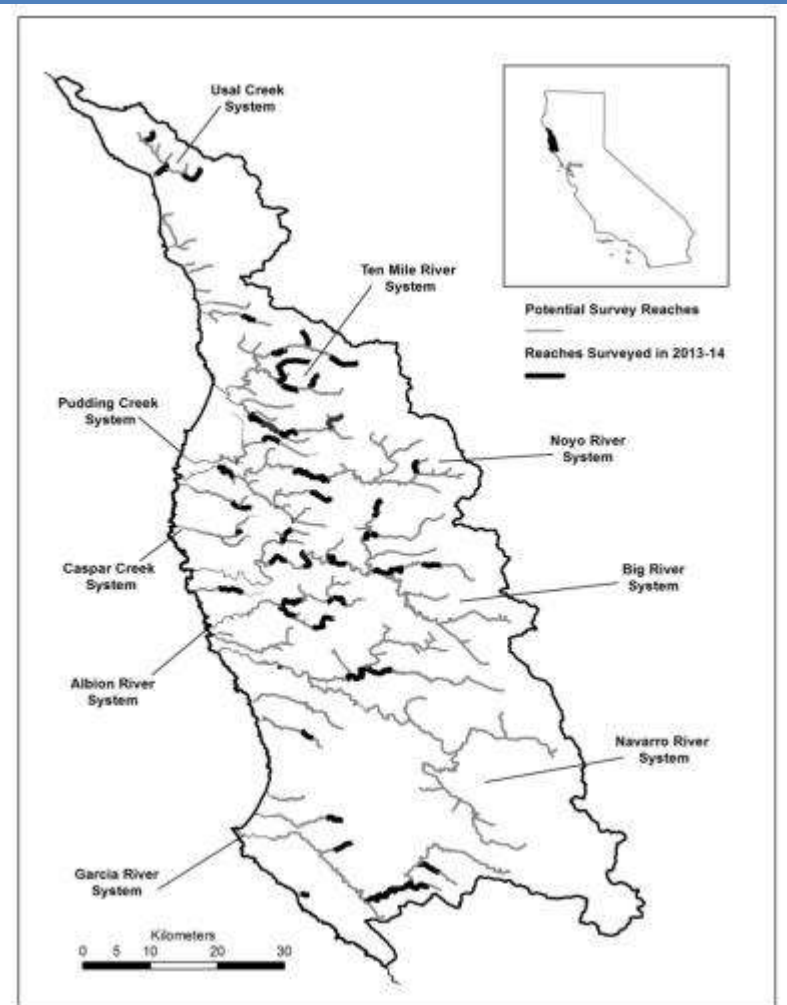 Usal Creek
System
Ten Mile River
System
Potential Survey Reaches
Reaches Surveyed in 2013-14
Pudding Creek
System
Noyo River
System
Caspar Creek
System
Big River
System
Albion River
System
Navarro River
System
Garcia River
System
Kilometers
0 5 10 20 30